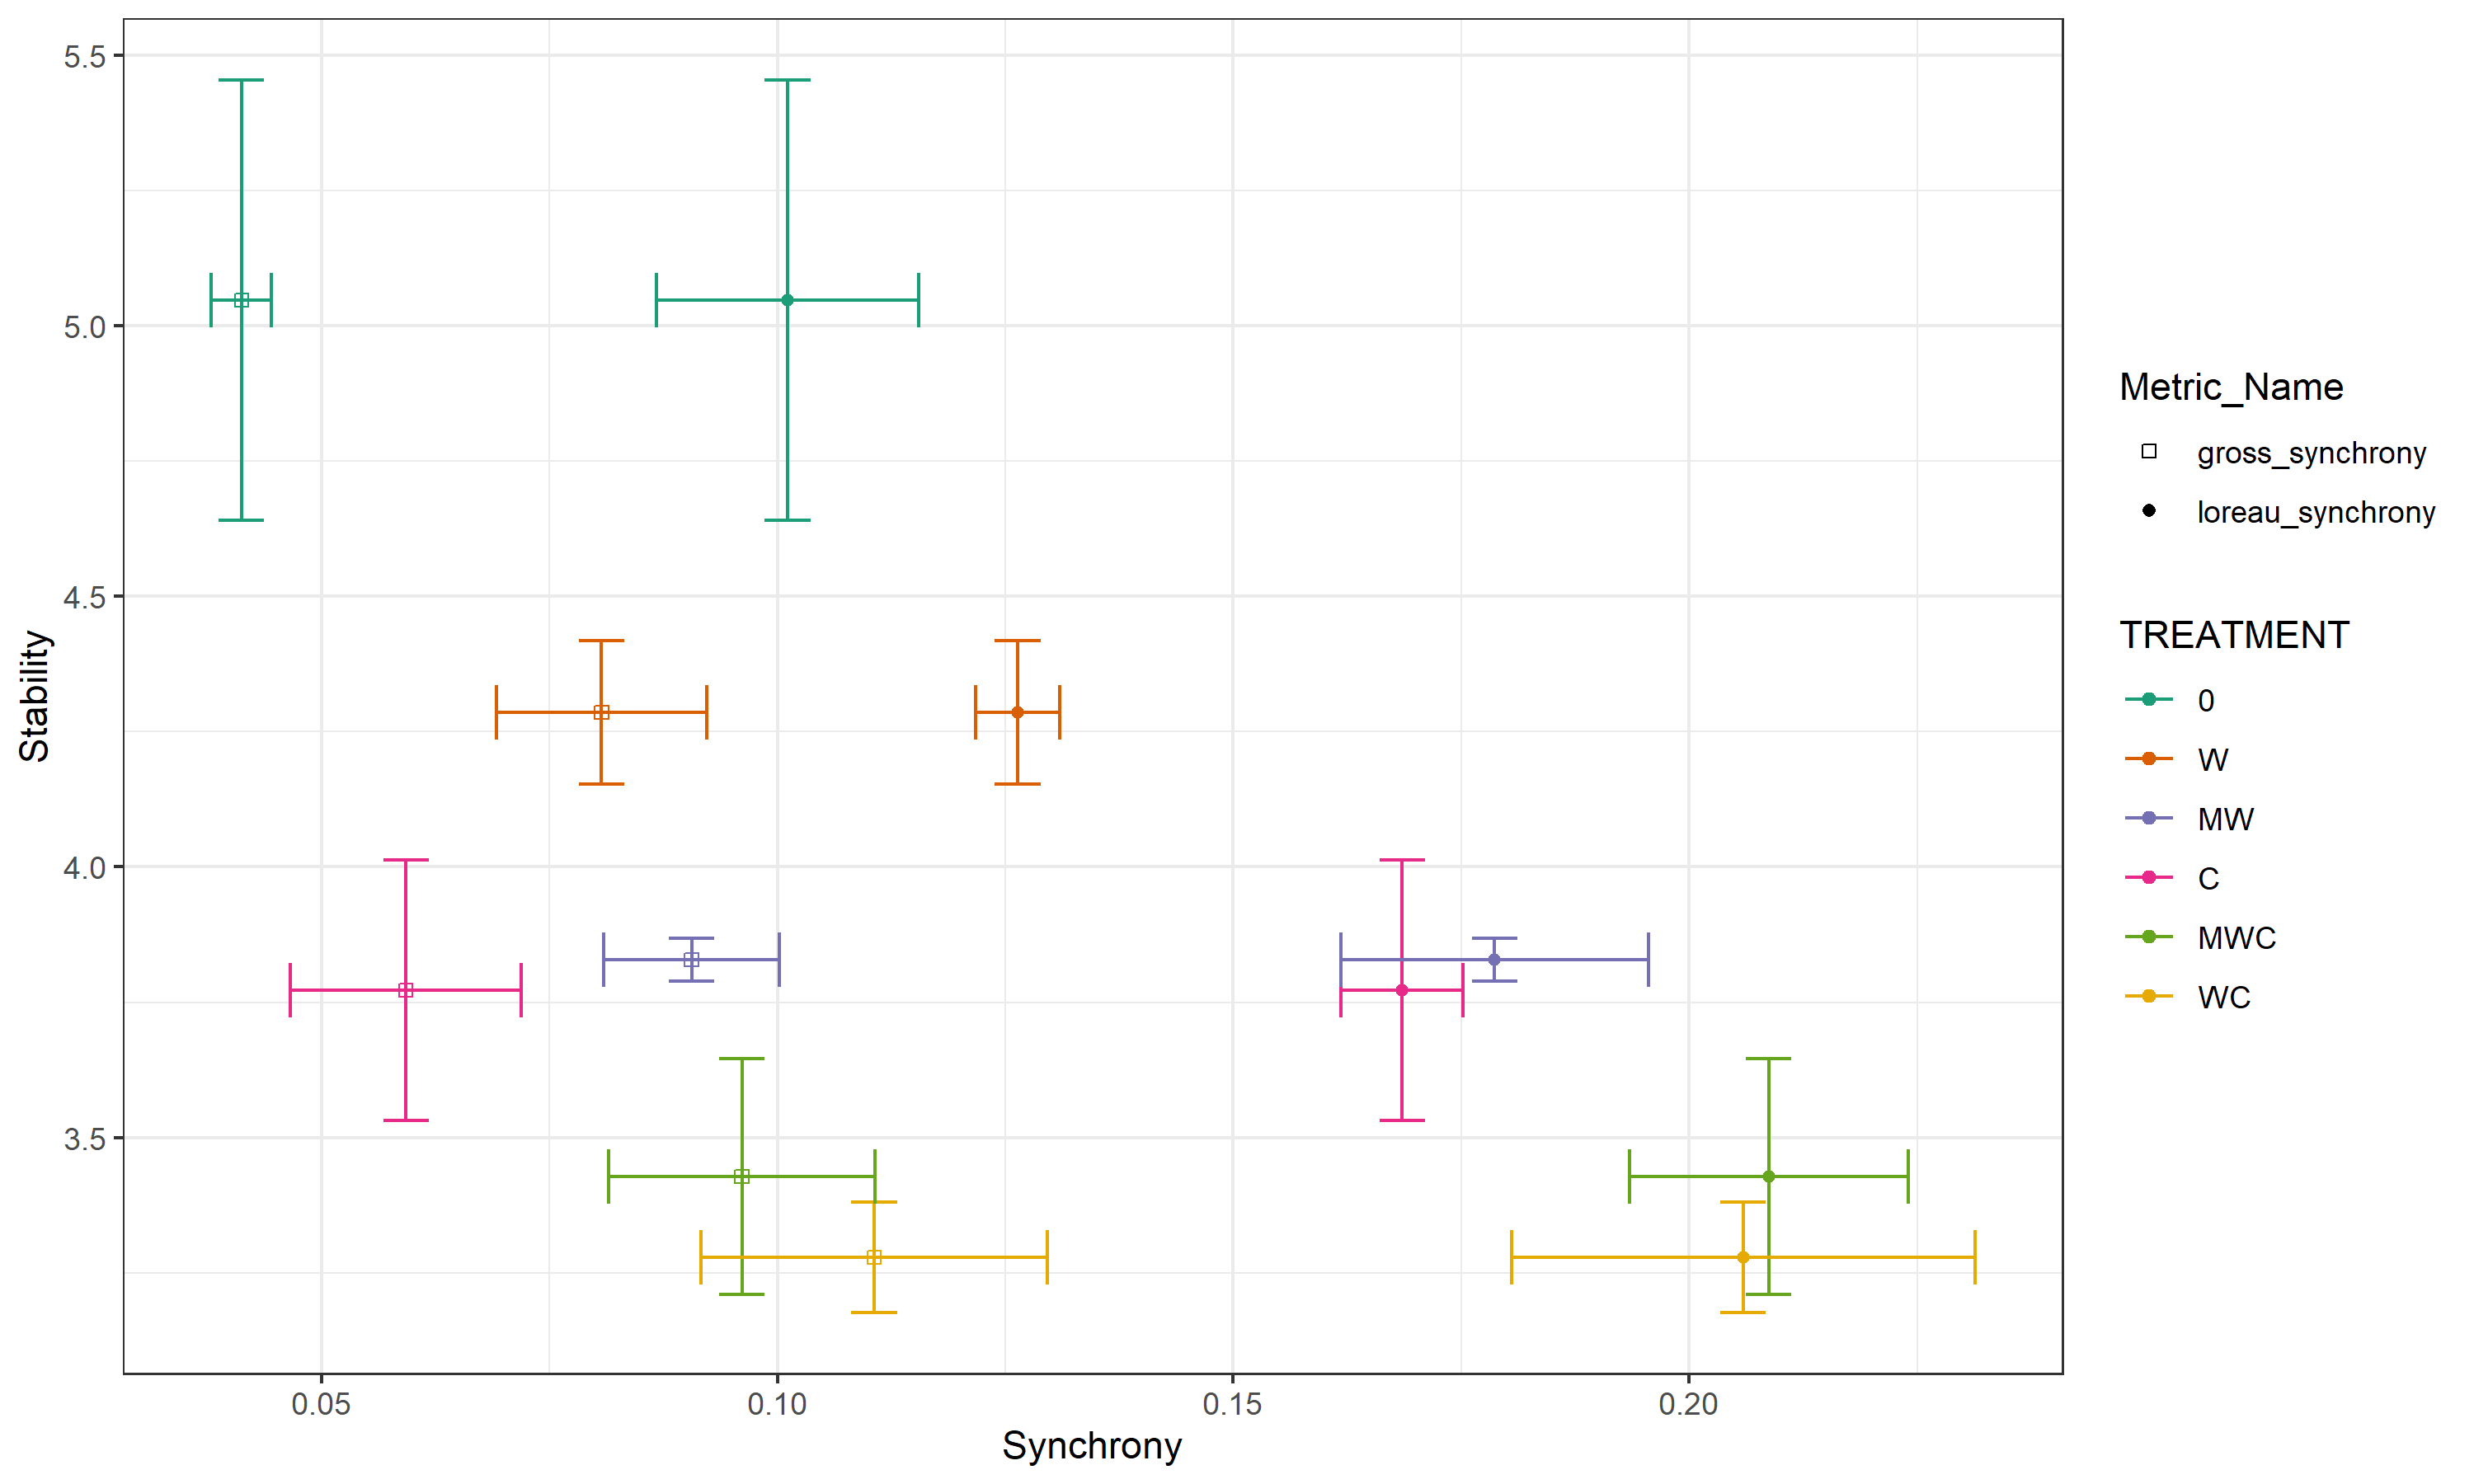 5.5
5.0
4.5
4.0
3.5
Stability
0.05
0.10
0.15
0.20
Synchrony
Metric_Name
gross_synchrony
loreau_synchrony
TREATMENT
0
W
MW
C
MWC
WC